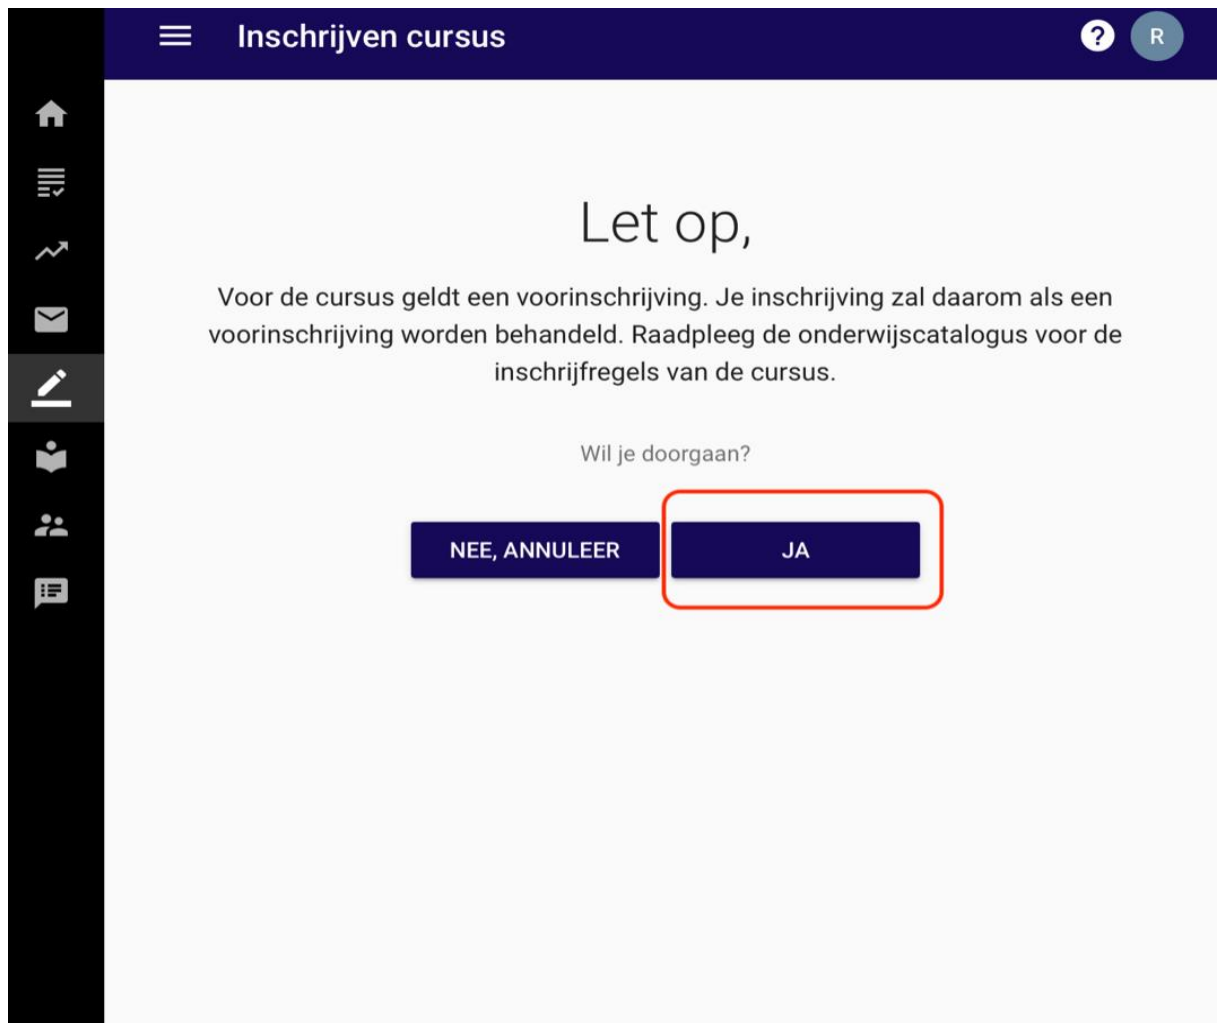 Inschrijven cursus
? R
Let op,
Voor de cursus geldt een voorinschrijving. Je inschrijving zal daarom als een
voorinschrijving worden behandeld. Raadpleeg de onderwijscatalogus voor de
inschrijfregels van de cursus.
Wil je doorgaan?
NEE, ANNULEER JA